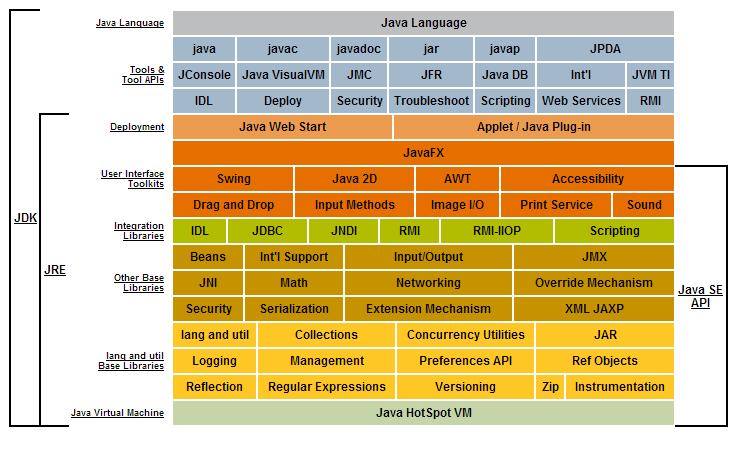 Java Language Java Language
java javac javadoc jar javap JPDA
Tools &
Tool APIs
JConsole Java VisualVM JMC JFR Java DB Int'l JVM TI
IDL Deploy Security Troubleshoot Scripting Web Services RMI
Deployment Java Web Start Applet / Java Plug-in
JavaFX
User Interface
Toolkits
Swing Java 2D AWT Accessibility
Drag and Drop Input Methods Image I/O Print Service Sound
JDK
Integration
Libraries
IDL JDBC JNDI RMI RMI-IIOP Scripting
JRE
Beans Int'l Support Input/Output JMX
Other Base
Libraries
JNI Math Networking Override Mechanism
Java SE
API
Security Serialization Extension Mechanism XML JAXP
lang and util Collections Concurrency Utilities JAR
lang and util
Base Libraries
Logging Management Preferences API Ref Objects
Reflection Regular Expressions Versioning Zip Instrumentation
Java Virtual Machine Java HotSpot VM